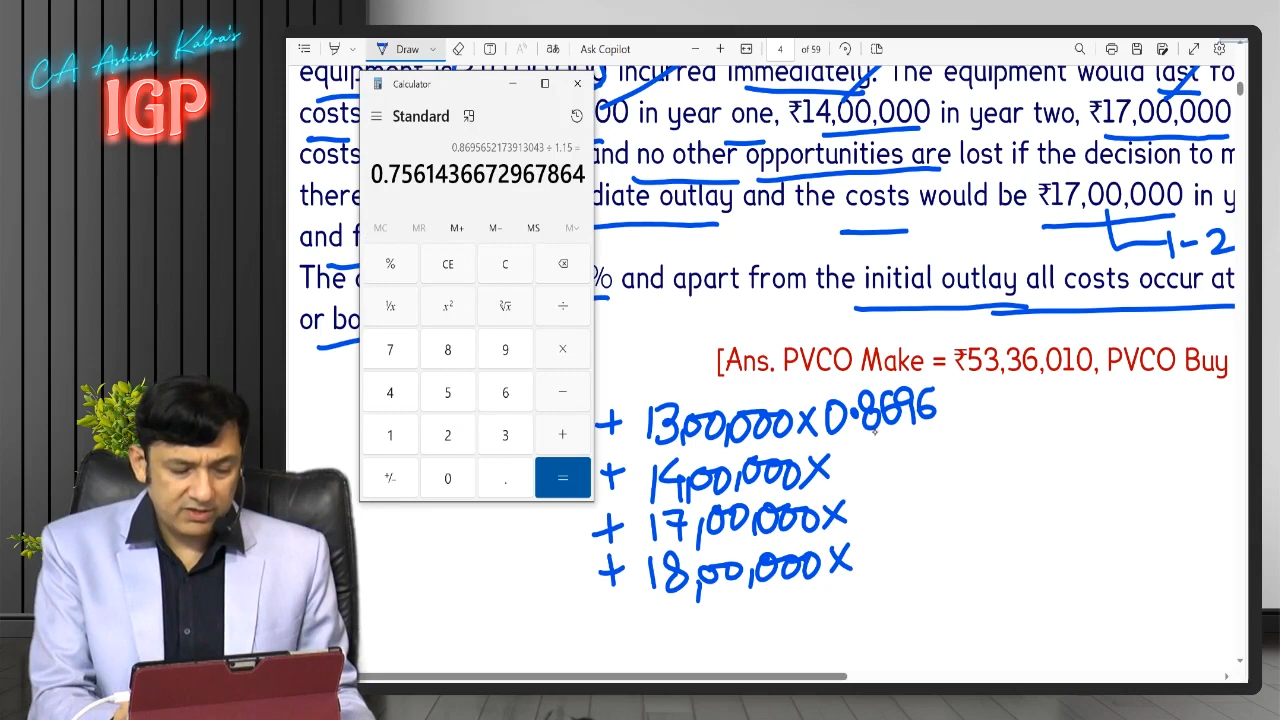 CA Ashish Kalra's
IGP
Draw
Ask Copilot
4 of 59
equipment is incurred immediately. The equipment would last fo
costs 00 in year one, ₹14,00,000 in year two, ₹17,00,000
costs and no other opportunities are lost if the decision to m
there diate outlay and the costs would be ₹17,00,000 in y
and f 1-2
The c % and apart from the initial outlay all costs occur at
or bo
[Ans. PVCO Make = ₹53,36,010, PVCO Buy
Calculator
Standard
0.8695652173913043 ÷ 1.15 =
0.7561436672967864
MC MR M+ M− MS M˅
% CE C
¹/x x² ²√x ÷
7 8 9 ×
4 5 6 −
1 2 3 +
+/− 0 . =
+ 13,00,000 × 0.8696
+ 14,00,000 ×
+ 17,00,000 ×
+ 18,00,000 ×